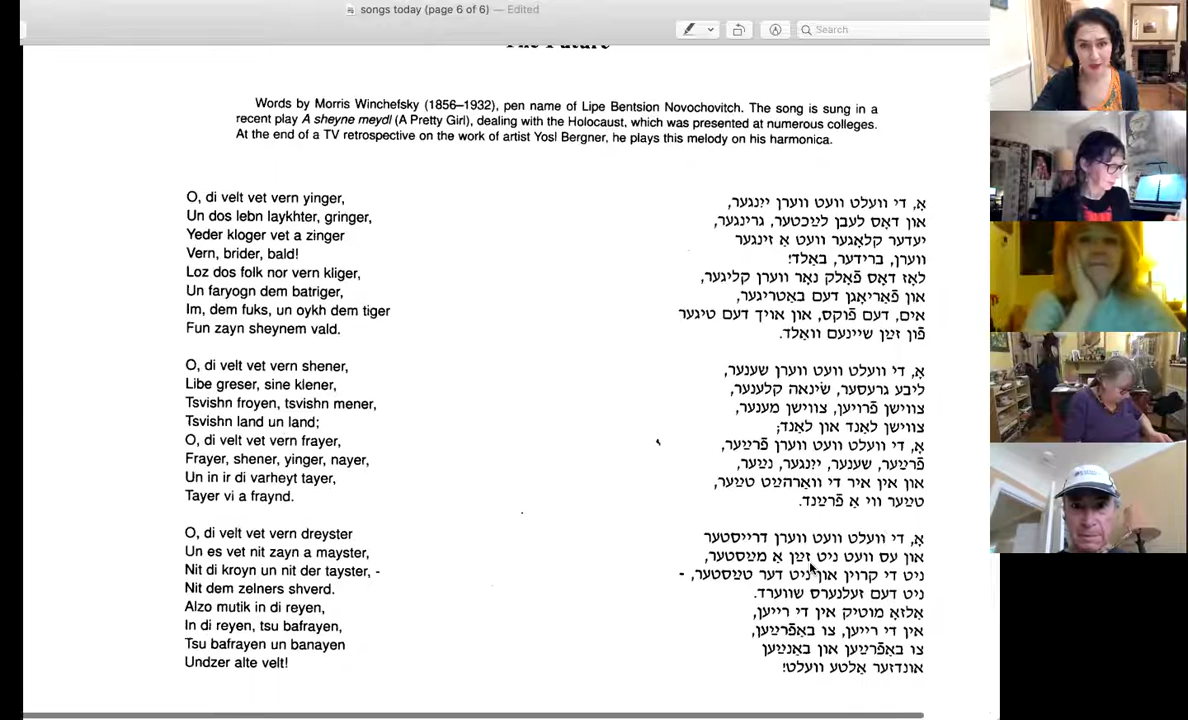 songs today (page 6 of 6) — Edited
Search
The Future
Words by Morris Winchefsky (1856–1932), pen name of Lipe Bentsion Novochovitch. The song is sung in a
recent play A sheyne meydl (A Pretty Girl), dealing with the Holocaust, which was presented at numerous colleges.
At the end of a TV retrospective on the work of artist Yosl Bergner, he plays this melody on his harmonica.
O, di velt vet vern yinger,
Un dos lebn laykhter, gringer,
Yeder kloger vet a zinger
Vern, brider, bald!
Loz dos folk nor vern kliger,
Un faryogn dem batriger,
Im, dem fuks, un oykh dem tiger
Fun zayn sheynem vald.
O, di velt vet vern shener,
Libe greser, sine klener,
Tsvishn froyen, tsvishn mener,
Tsvishn land un land;
O, di velt vet vern frayer,
Frayer, shener, yinger, nayer,
Un in ir di varheyt tayer,
Tayer vi a fraynd.
O, di velt vet vern dreyster
Un es vet nit zayn a mayster,
Nit di kroyn un nit der tayster, -
Nit dem zelners shverd.
Alzo mutik in di reyen,
In di reyen, tsu bafrayen,
Tsu bafrayen un banayen
Undzer alte velt!
אָ, די וועלט וועט ווערן ייִנגער,
און דאָס לעבן לײַכטער, גרינגער,
יעדער קלאָגער וועט אַ זינגער
ווערן, ברידער, באַלד!
לאָז דאָס פֿאָלק נאָר ווערן קליגער,
און פֿאַריאָגן דעם באַטריגער,
אים, דעם פֿוקס, און אויך דעם טיגער
פֿון זײַן שיינעם וואַלד.
אָ, די וועלט וועט ווערן שענער,
ליבע גרעסער, שׂינאה קלענער,
צווישן פֿרויען, צווישן מענער,
צווישן לאַנד און לאַנד;
אָ, די וועלט וועט ווערן פֿרײַער,
פֿרײַער, שענער, ייִנגער, נײַער,
און אין איר די וואַרהײַט טײַער,
טײַער ווי אַ פֿרײַנד.
אָ, די וועלט וועט ווערן דרייסטער
און עס וועט ניט זײַן אַ מײַסטער,
ניט די קרוין און ניט דער טײַסטער, -
ניט דעם זעלנערס שווערד.
אַלזאָ מוטיק אין די רייען,
אין די רייען, צו באַפֿרײַען,
צו באַפֿרײַען און באַנײַען
אונדזער אַלטע וועלט!